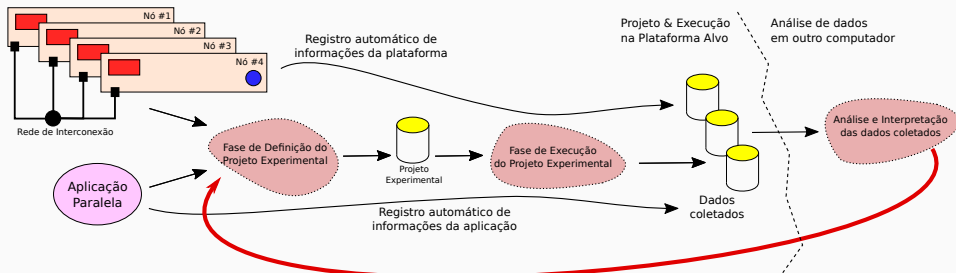 Nó #1
Nó #2
Nó #3
Nó #4
Rede de Interconexão
Aplicação
Paralela
Registro automático de
informações da plataforma
Fase de Definição do
Projeto Experimental
Projeto
Experimental
Fase de Execução
do Projeto Experimental
Registro automático de
informações da aplicação
Projeto & Execução
na Plataforma Alvo
Dados
coletados
Análise de dados
em outro computador
Análise e Interpretação
das dados coletados